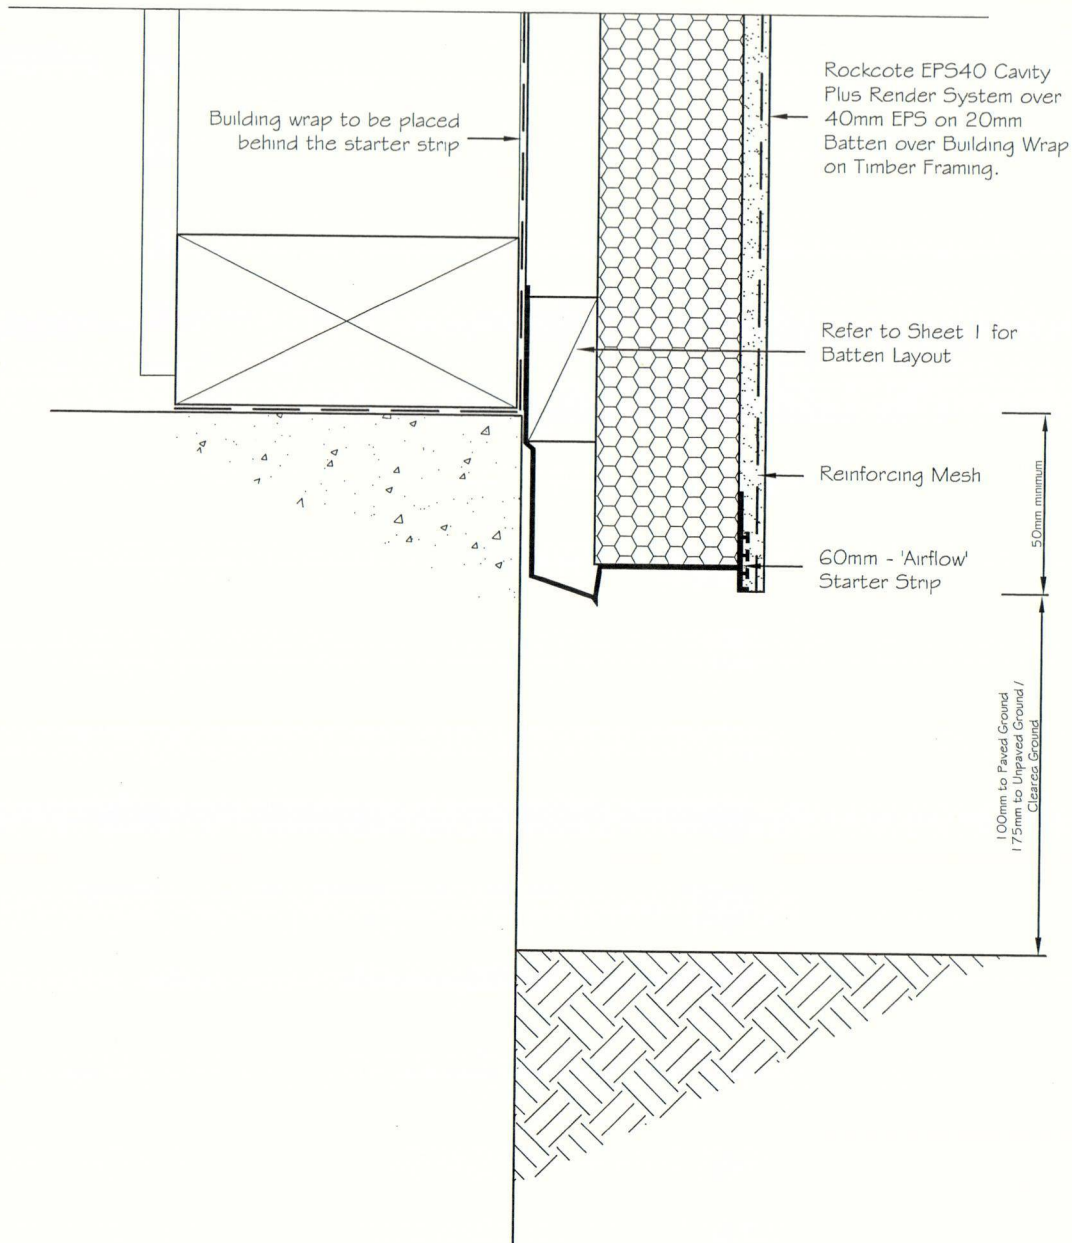 Building wrap to be placed
behind the starter strip
Rockcote EPS40 Cavity
Plus Render System over
40mm EPS on 20mm
Batten over Building Wrap
on Timber Framing.
Refer to Sheet 1 for
Batten Layout
Reinforcing Mesh
60mm - 'Airflow'
Starter Strip
50mm minimum
100mm to Paved Ground
175mm to Unpaved Ground /
Cleared Ground